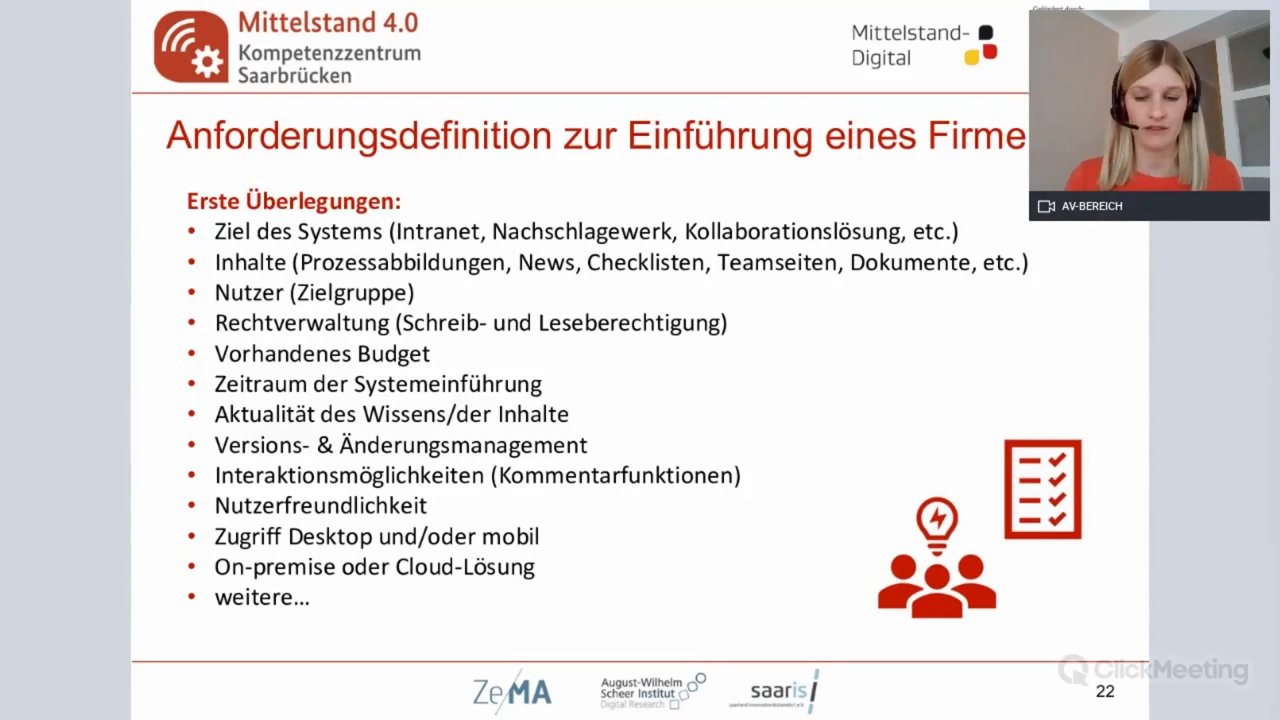 Mittelstand 4.0
Kompetenzzentrum
Saarbrücken
Mittelstand-
Digital
Gefördert durch:
Anforderungsdefinition zur Einführung eines Firme
AV-BEREICH
Erste Überlegungen:
• Ziel des Systems (Intranet, Nachschlagewerk, Kollaborationslösung, etc.)
• Inhalte (Prozessabbildungen, News, Checklisten, Teamseiten, Dokumente, etc.)
• Nutzer (Zielgruppe)
• Rechtverwaltung (Schreib- und Leseberechtigung)
• Vorhandenes Budget
• Zeitraum der Systemeinführung
• Aktualität des Wissens/der Inhalte
• Versions- & Änderungsmanagement
• Interaktionsmöglichkeiten (Kommentarfunktionen)
• Nutzerfreundlichkeit
• Zugriff Desktop und/oder mobil
• On-premise oder Cloud-Lösung
• weitere...
ZeMA
August-Wilhelm
Scheer Institut
Digital Research
saaris
ClickMeeting
22